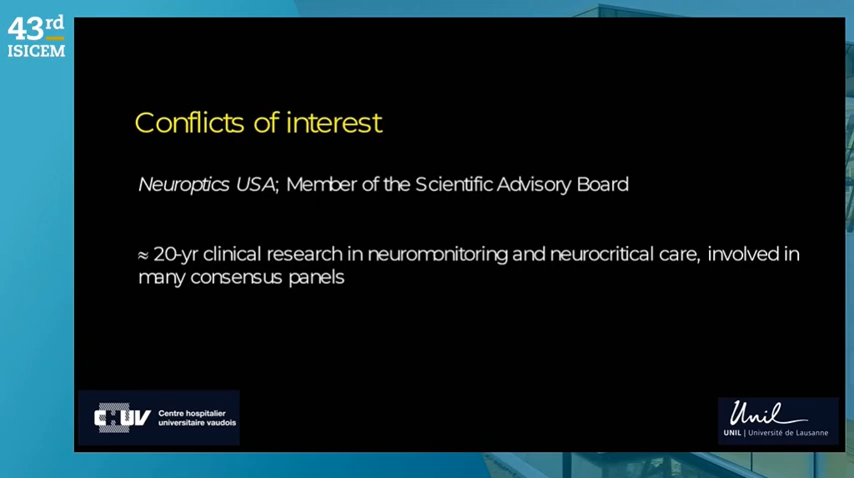 43rd
ISICEM
Conflicts of interest
Neuroptics USA; Member of the Scientific Advisory Board
≈ 20-yr clinical research in neuromonitoring and neurocritical care, involved in
many consensus panels
CHUV Centre hospitalier
universitaire vaudois
Unil
UNIL | Université de Lausanne